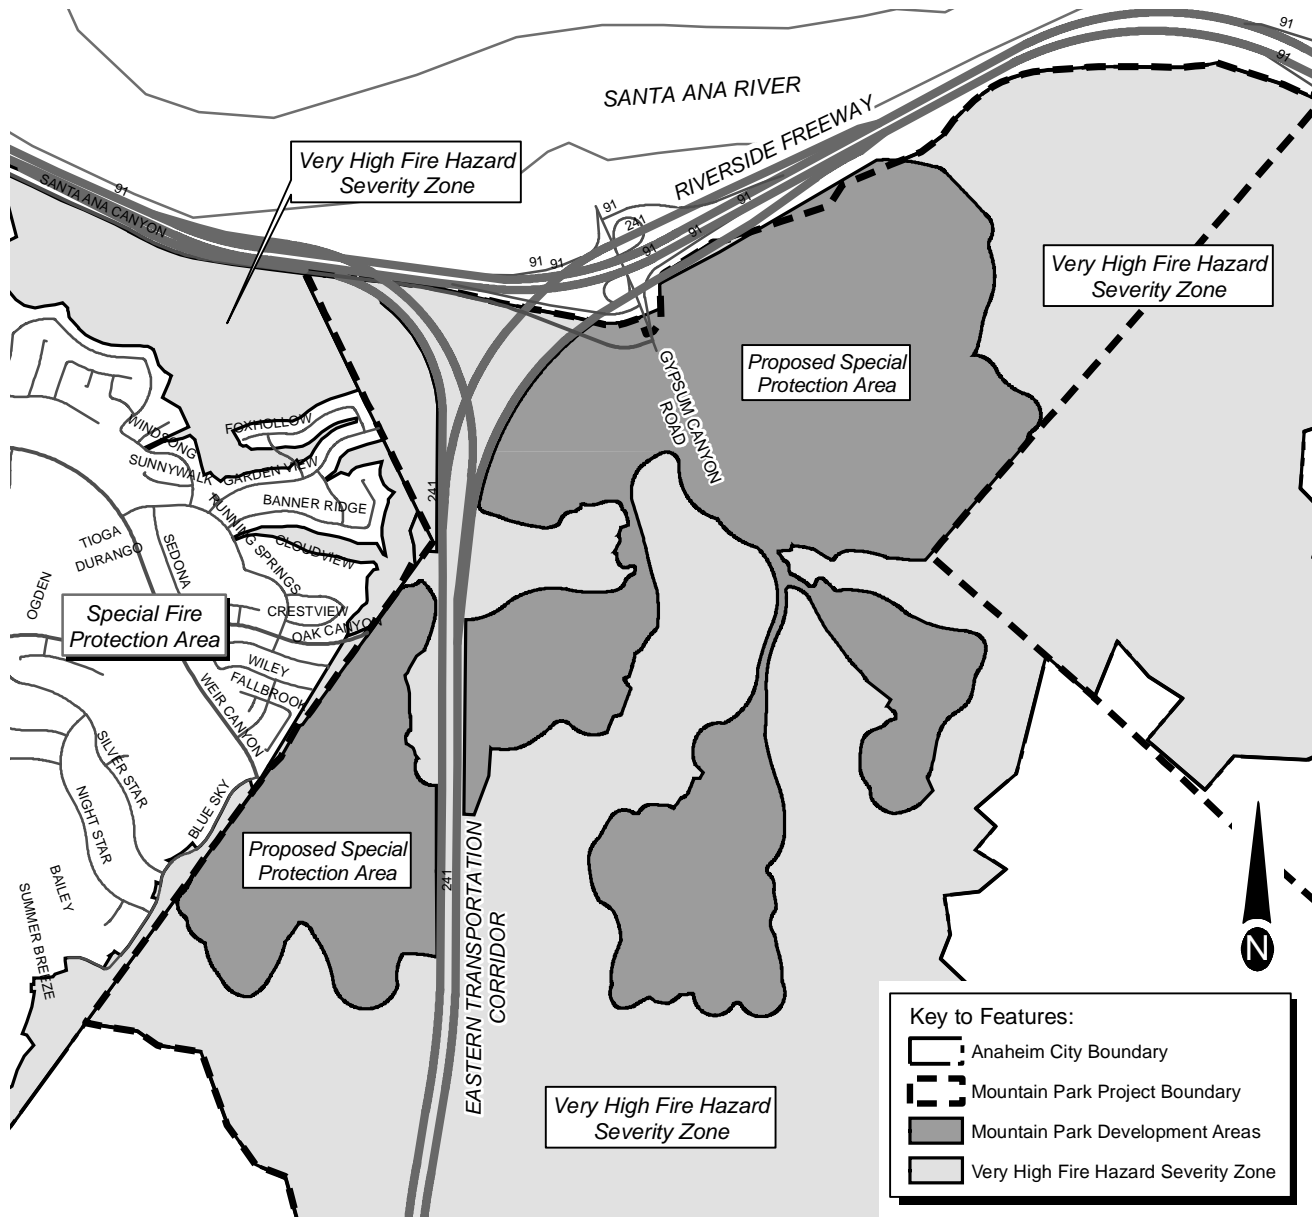 91
91
SANTA ANA RIVER
RIVERSIDE FREEWAY
Very High Fire Hazard
Severity Zone
91
SANTA ANA CANYON
91
241
91
91
91
91
91
Very High Fire Hazard
Severity Zone
Proposed Special
Protection Area
GYPSUM CANYON
ROAD
FOXHOLLOW
WINDSONG
SUNNYWALK
GARDEN VIEW
BANNER RIDGE
241
RUNNING SPRINGS
TIOGA
DURANGO
SEDONA
CLOUDVIEW
OGDEN
CRESTVIEW
OAK CANYON
Special Fire
Protection Area
WILEY
FALLBROOK
WEIR CANYON
SILVER STAR
NIGHT STAR
BLUE SKY
BAILEY
SUMMER BREEZE
Proposed Special
Protection Area
241
EASTERN TRANSPORTATION
CORRIDOR
Very High Fire Hazard
Severity Zone
N
Key to Features:
Anaheim City Boundary
Mountain Park Project Boundary
Mountain Park Development Areas
Very High Fire Hazard Severity Zone